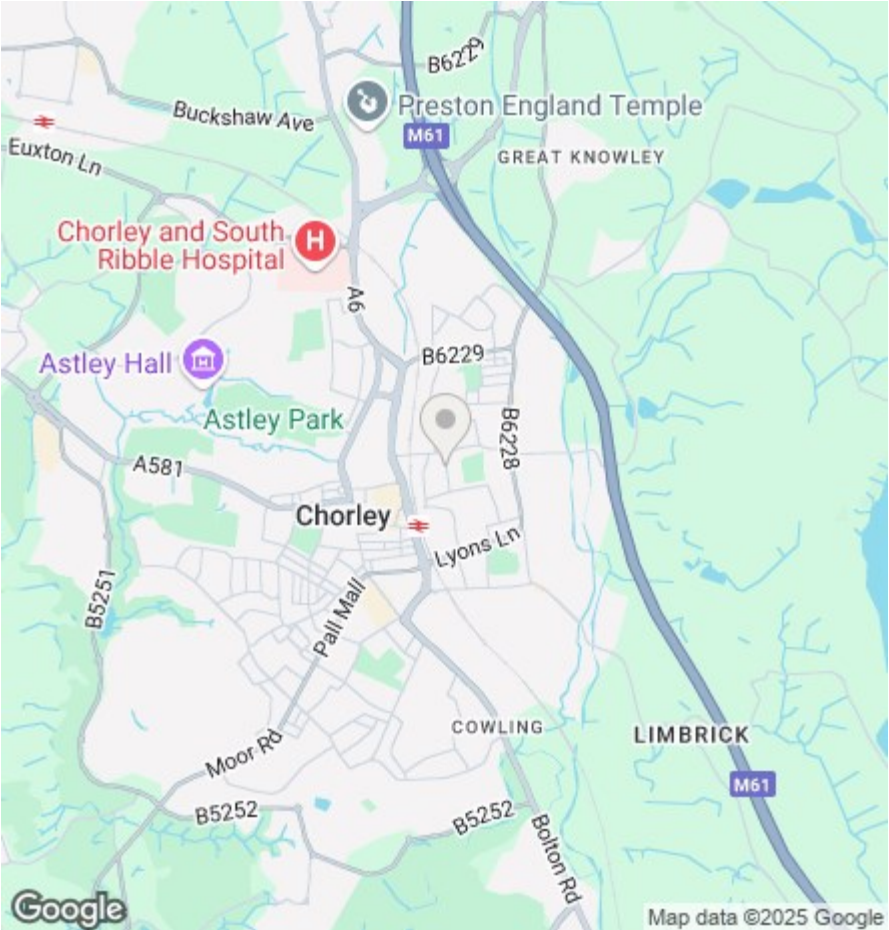 B6229
Buckshaw Ave
Preston England Temple
M61
Euxton Ln
GREAT KNOWLEY
Chorley and South
Ribble Hospital
H
A6
Astley Hall
B6229
Astley Park
B6228
A581
Chorley
Lyons Ln
B5251
Pall Mall
COWLING
LIMBRICK
Moor Rd
M61
B5252
B5252
Bolton Rd
Google
Map data ©2025 Google